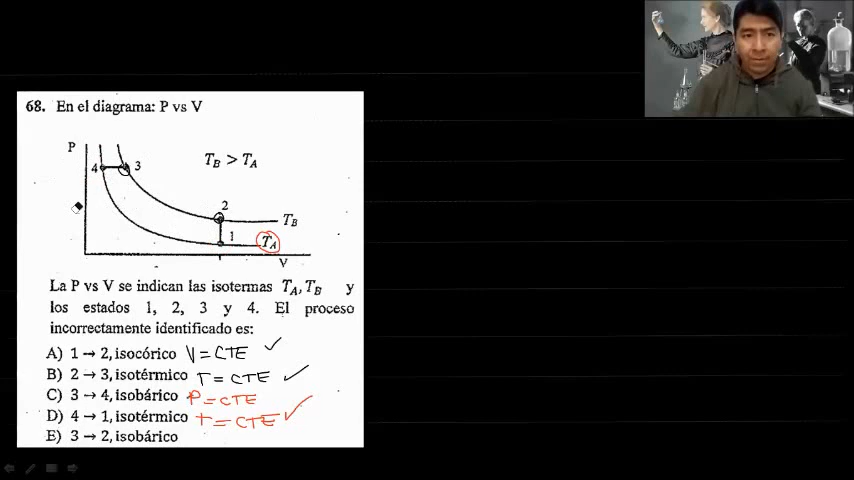 68. En el diagrama: P vs V
P
4
3
T_B > T_A
2
T_B
1
T_A
V
La P vs V se indican las isotermas T_A, T_B y
los estados 1, 2, 3 y 4. El proceso
incorrectamente identificado es:
A) 1 → 2, isocórico V = CTE ✓
B) 2 → 3, isotérmico T = CTE ✓
C) 3 → 4, isobárico P = CTE
D) 4 → 1, isotérmico T = CTE ✓
E) 3 → 2, isobárico